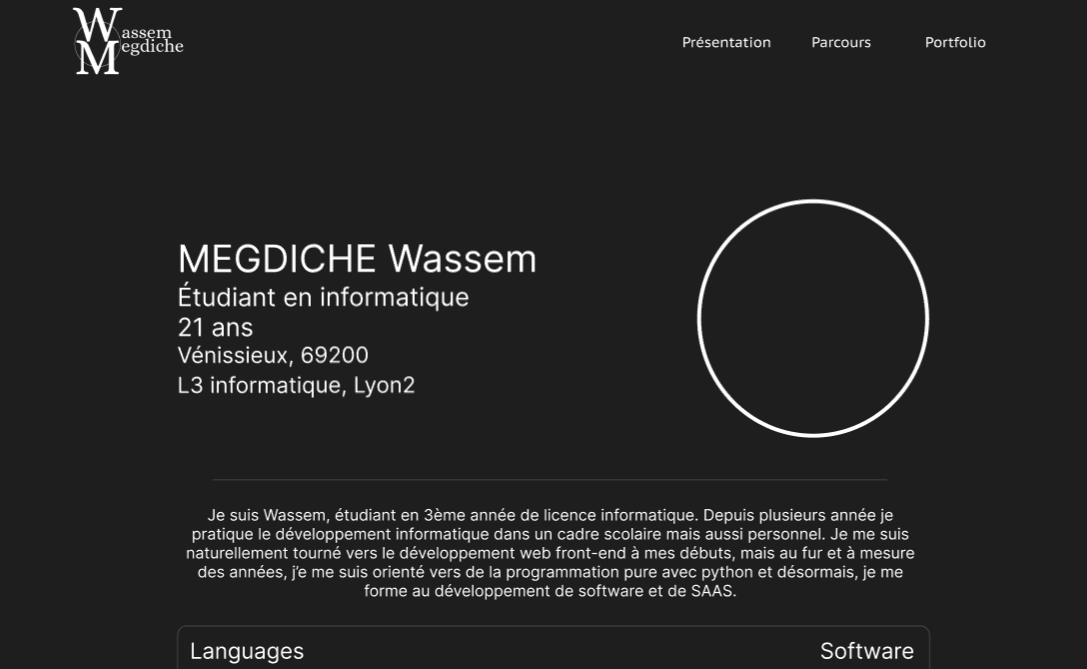 Wassem
Megdiche
Présentation Parcours Portfolio
MEGDICHE Wassem
Étudiant en informatique
21 ans
Vénissieux, 69200
L3 informatique, Lyon2
Je suis Wassem, étudiant en 3ème année de licence informatique. Depuis plusieurs année je
pratique le développement informatique dans un cadre scolaire mais aussi personnel. Je me suis
naturellement tourné vers le développement web front-end à mes débuts, mais au fur et à mesure
des années, j'e me suis orienté vers de la programmation pure avec python et désormais, je me
forme au développement de software et de SAAS.
Languages Software